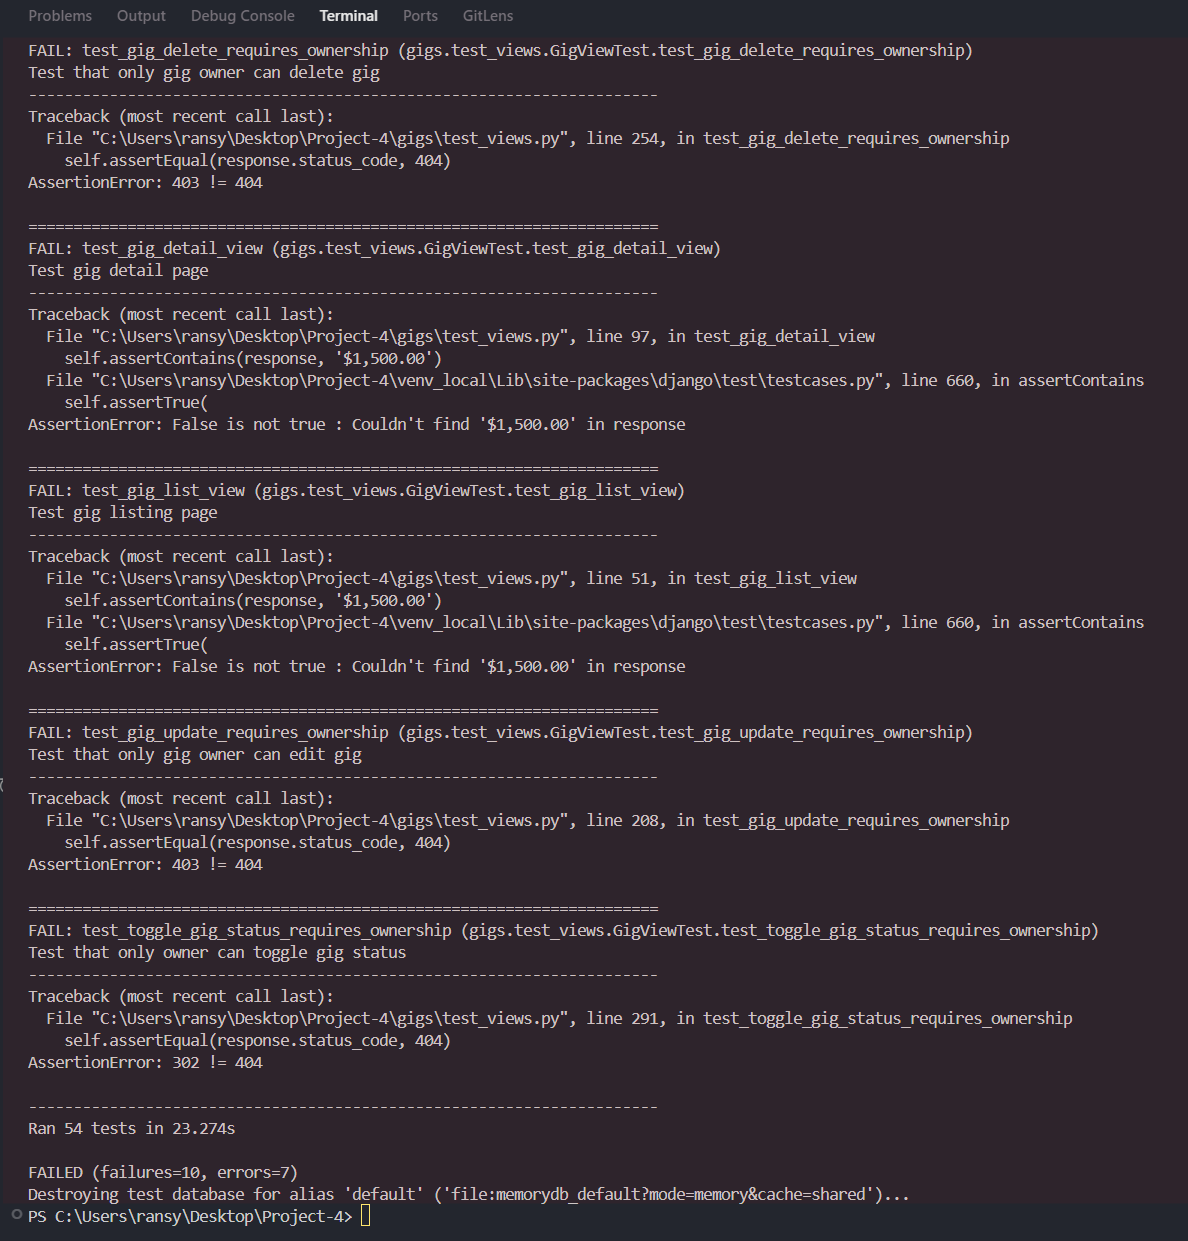 Problems Output Debug Console Terminal Ports GitLens
FAIL: test_gig_delete_requires_ownership (gigs.test_views.GigViewTest.test_gig_delete_requires_ownership)
Test that only gig owner can delete gig
----------------------------------------------------------------------
Traceback (most recent call last):
  File "C:\Users\ransy\Desktop\Project-4\gigs\test_views.py", line 254, in test_gig_delete_requires_ownership
    self.assertEqual(response.status_code, 404)
AssertionError: 403 != 404
======================================================================
FAIL: test_gig_detail_view (gigs.test_views.GigViewTest.test_gig_detail_view)
Test gig detail page
----------------------------------------------------------------------
Traceback (most recent call last):
  File "C:\Users\ransy\Desktop\Project-4\gigs\test_views.py", line 97, in test_gig_detail_view
    self.assertContains(response, '$1,500.00')
  File "C:\Users\ransy\Desktop\Project-4\venv_local\Lib\site-packages\django\test\testcases.py", line 660, in assertContains
    self.assertTrue(
AssertionError: False is not true : Couldn't find '$1,500.00' in response
======================================================================
FAIL: test_gig_list_view (gigs.test_views.GigViewTest.test_gig_list_view)
Test gig listing page
----------------------------------------------------------------------
Traceback (most recent call last):
  File "C:\Users\ransy\Desktop\Project-4\gigs\test_views.py", line 51, in test_gig_list_view
    self.assertContains(response, '$1,500.00')
  File "C:\Users\ransy\Desktop\Project-4\venv_local\Lib\site-packages\django\test\testcases.py", line 660, in assertContains
    self.assertTrue(
AssertionError: False is not true : Couldn't find '$1,500.00' in response
======================================================================
FAIL: test_gig_update_requires_ownership (gigs.test_views.GigViewTest.test_gig_update_requires_ownership)
Test that only gig owner can edit gig
----------------------------------------------------------------------
Traceback (most recent call last):
  File "C:\Users\ransy\Desktop\Project-4\gigs\test_views.py", line 208, in test_gig_update_requires_ownership
    self.assertEqual(response.status_code, 404)
AssertionError: 403 != 404
======================================================================
FAIL: test_toggle_gig_status_requires_ownership (gigs.test_views.GigViewTest.test_toggle_gig_status_requires_ownership)
Test that only owner can toggle gig status
----------------------------------------------------------------------
Traceback (most recent call last):
  File "C:\Users\ransy\Desktop\Project-4\gigs\test_views.py", line 291, in test_toggle_gig_status_requires_ownership
    self.assertEqual(response.status_code, 404)
AssertionError: 302 != 404
----------------------------------------------------------------------
Ran 54 tests in 23.274s
FAILED (failures=10, errors=7)
Destroying test database for alias 'default' ('file:memorydb_default?mode=memory&cache=shared')...
PS C:\Users\ransy\Desktop\Project-4>